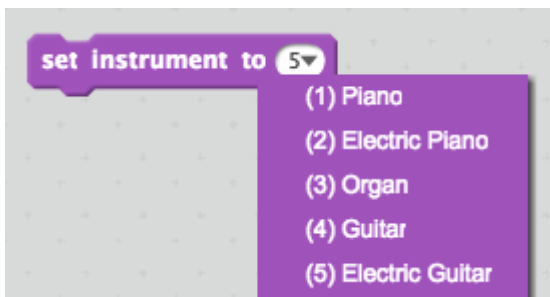 set instrument to 5▾
(1) Piano
(2) Electric Piano
(3) Organ
(4) Guitar
(5) Electric Guitar